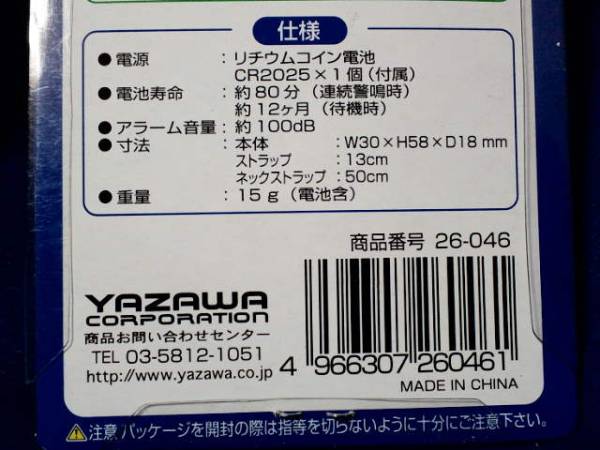 仕様
●電源 :リチウムコイン電池
CR2025×1個(付属)
●電池寿命 :約80分(連続警鳴時)
約12ヶ月(待機時)
●アラーム音量:約100dB
●寸法 :本体 :W30×H58×D18mm
ストラップ :13cm
ネックストラップ:50cm
●重量 :15g(電池含)
商品番号 26-046
YAZAWA
CORPORATION
商品お問い合わせセンター
TEL 03-5812-1051
http://www.yazawa.co.jp
4 966307 260461
MADE IN CHINA
⚠注意 パッケージを開封の際は指等を切らないように十分にご注意下さい。